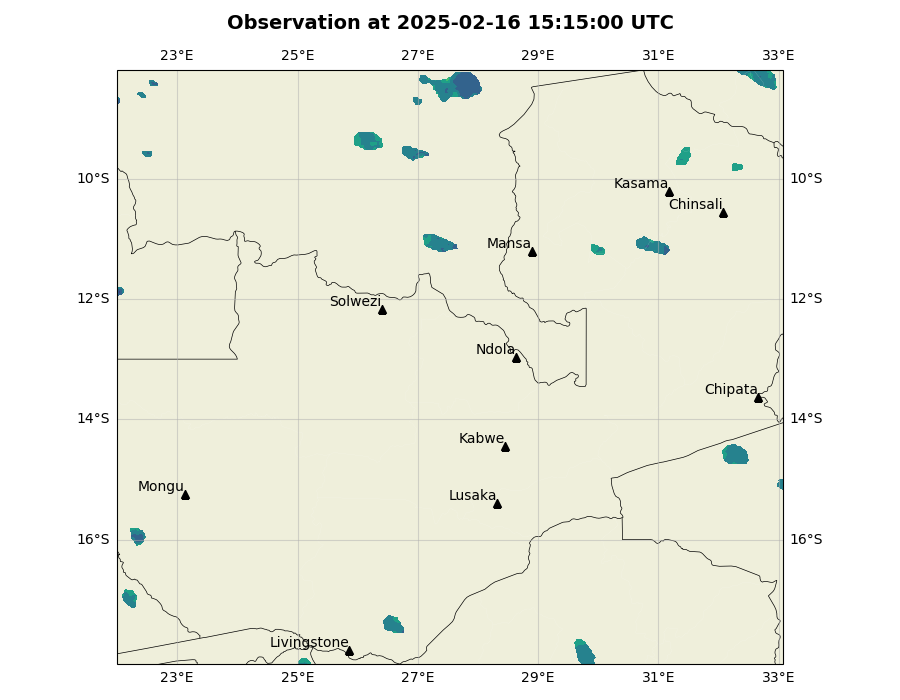 Observation at 2025-02-16 15:15:00 UTC
23°E 25°E 27°E 29°E 31°E 33°E
10°S 10°S
Kasama
Chinsali
Mansa
12°S 12°S
Solwezi
Ndola
Chipata
14°S 14°S
Kabwe
Mongu
Lusaka
16°S 16°S
Livingstone
23°E 25°E 27°E 29°E 31°E 33°E